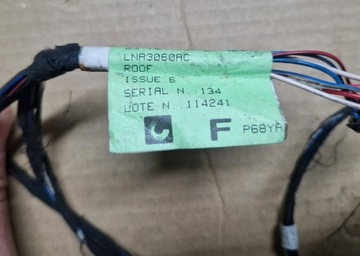 LNA3060AC
ROOF
ISSUE 6
SERIAL N. :134
LOTE N. :114241
F P68YA